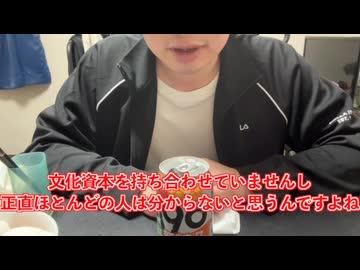 文化資本を持ち合わせていませんし
正直ほとんどの人は分からないと思うんですよね